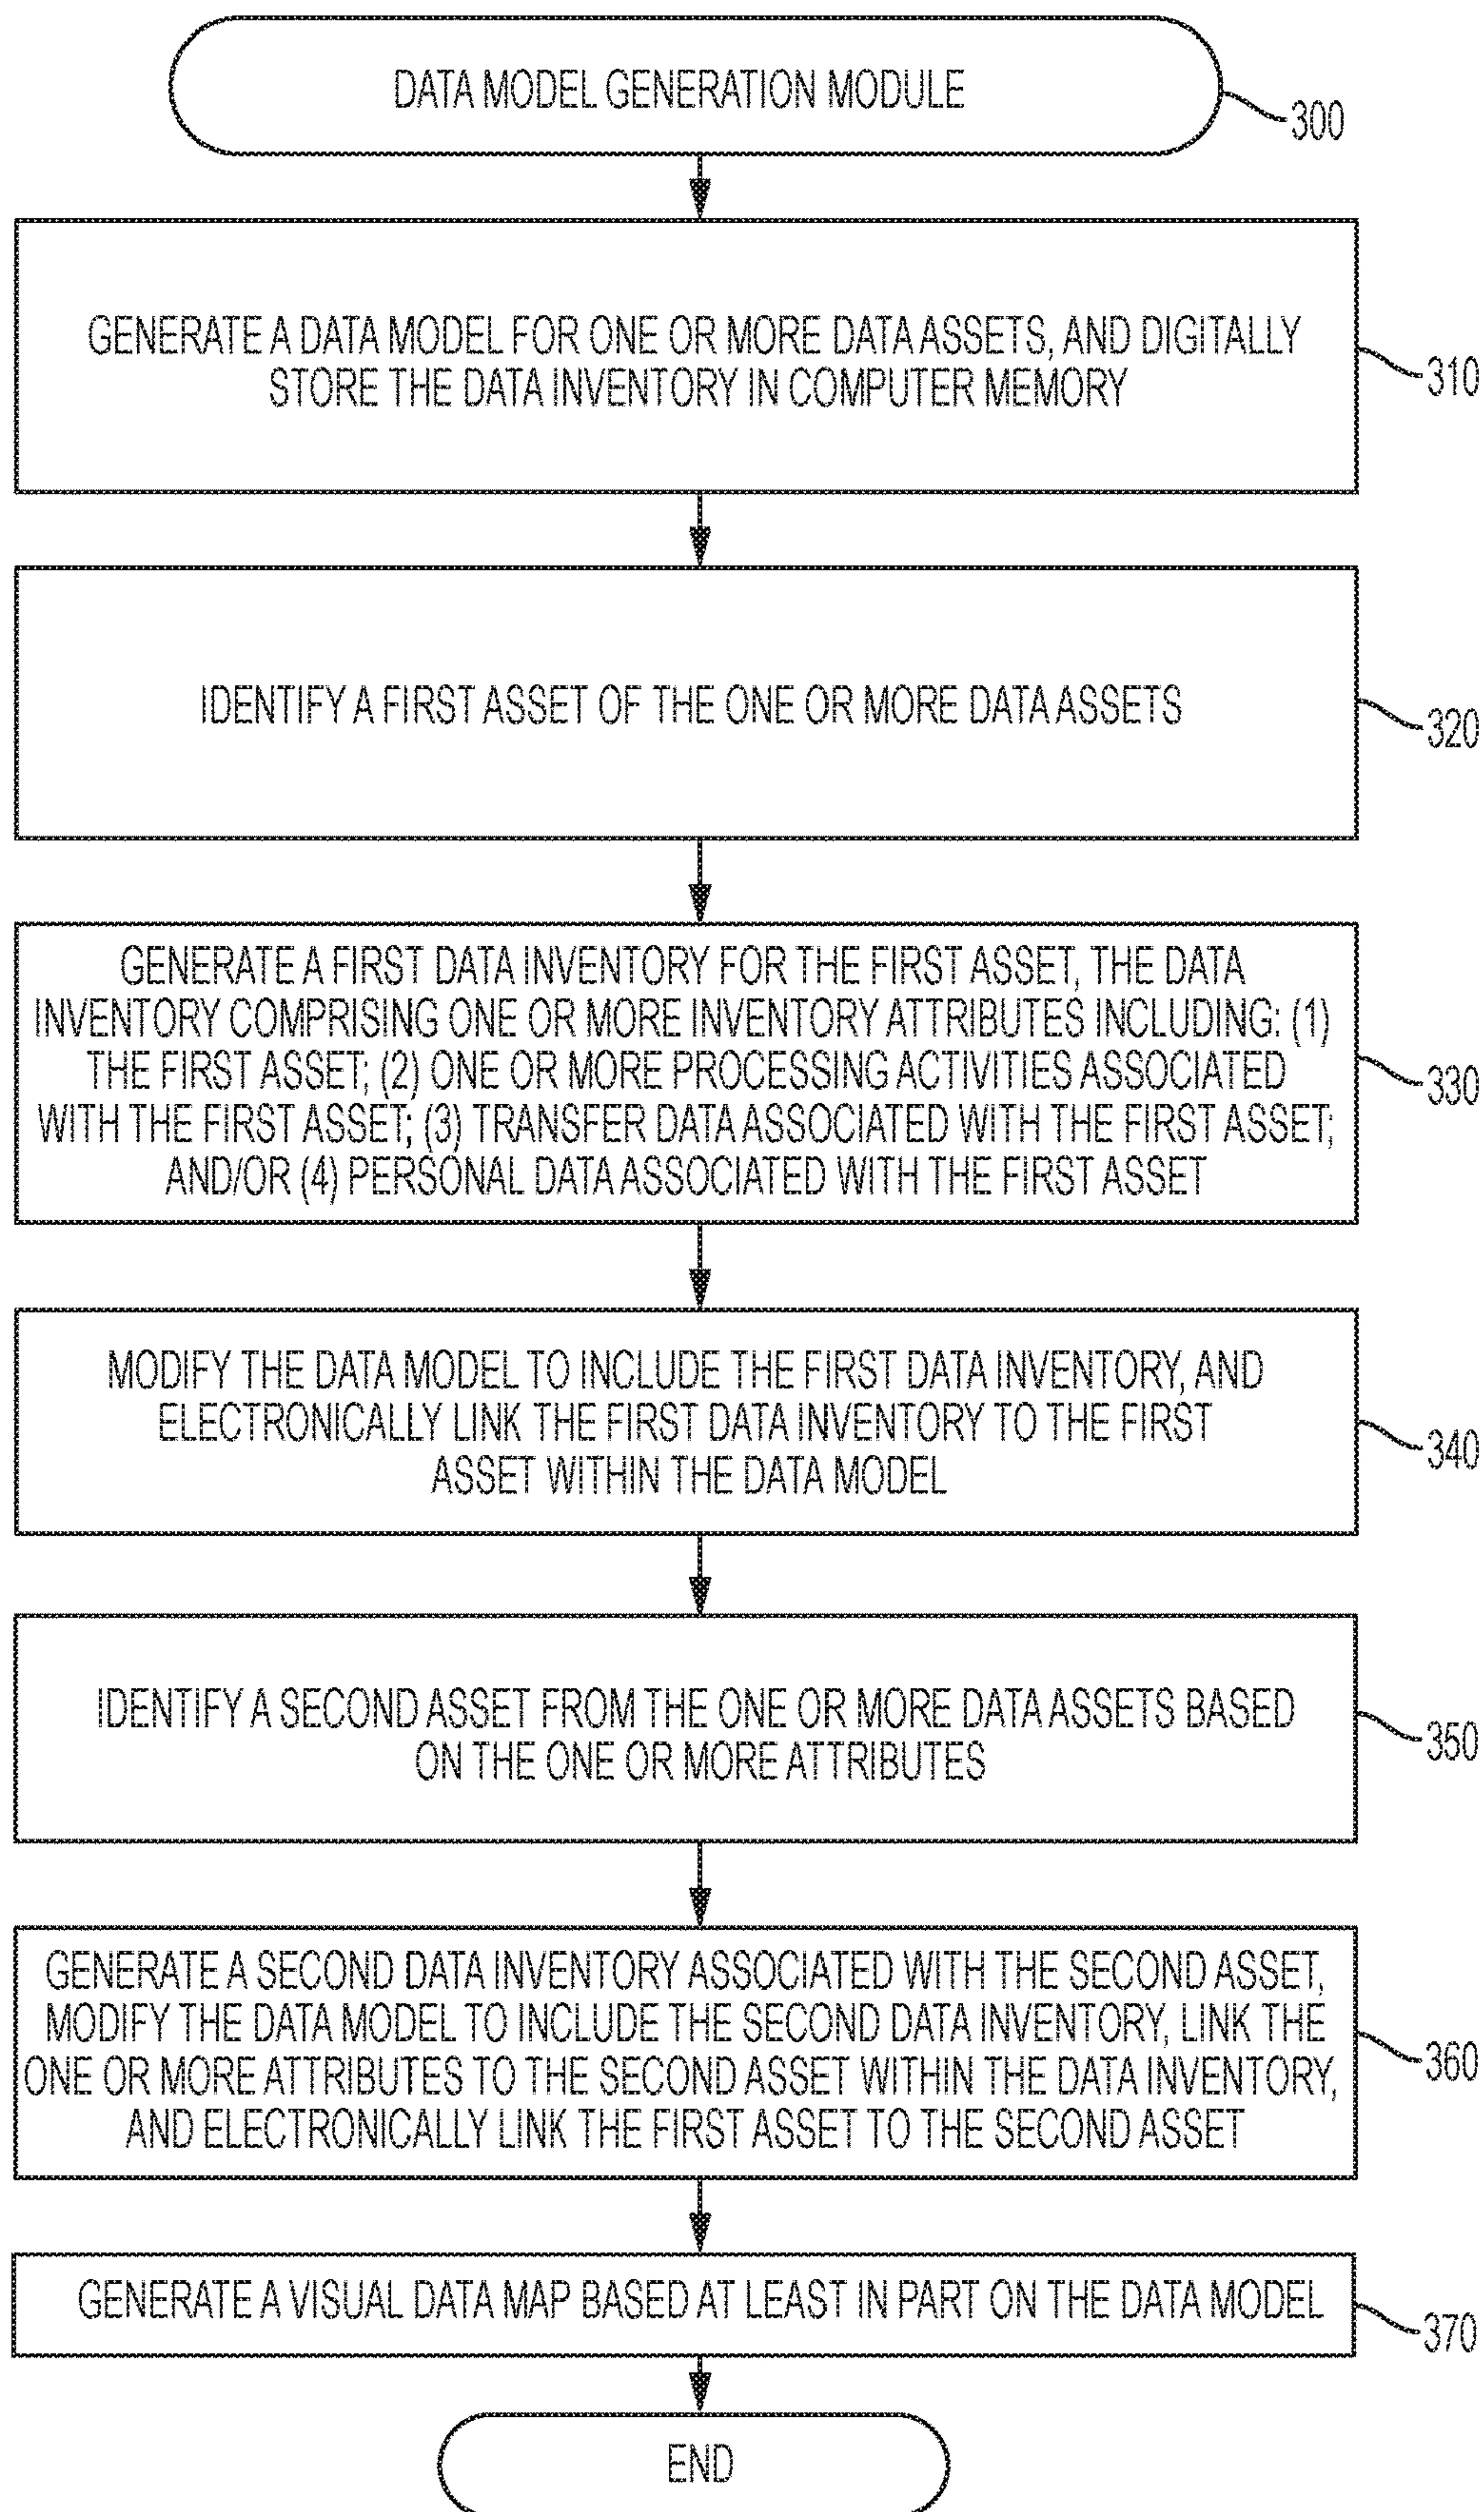 DATA MODEL GENERATION MODULE
300
GENERATE A DATA MODEL FOR ONE OR MORE DATA ASSETS, AND DIGITALLY
STORE THE DATA INVENTORY IN COMPUTER MEMORY
310
IDENTIFY A FIRST ASSET OF THE ONE OR MORE DATA ASSETS
320
GENERATE A FIRST DATA INVENTORY FOR THE FIRST ASSET, THE DATA
INVENTORY COMPRISING ONE OR MORE INVENTORY ATTRIBUTES INCLUDING: (1)
THE FIRST ASSET; (2) ONE OR MORE PROCESSING ACTIVITIES ASSOCIATED
WITH THE FIRST ASSET; (3) TRANSFER DATA ASSOCIATED WITH THE FIRST ASSET;
AND/OR (4) PERSONAL DATA ASSOCIATED WITH THE FIRST ASSET
330
MODIFY THE DATA MODEL TO INCLUDE THE FIRST DATA INVENTORY, AND
ELECTRONICALLY LINK THE FIRST DATA INVENTORY TO THE FIRST
ASSET WITHIN THE DATA MODEL
340
IDENTIFY A SECOND ASSET FROM THE ONE OR MORE DATA ASSETS BASED
ON THE ONE OR MORE ATTRIBUTES
350
GENERATE A SECOND DATA INVENTORY ASSOCIATED WITH THE SECOND ASSET,
MODIFY THE DATA MODEL TO INCLUDE THE SECOND DATA INVENTORY, LINK THE
ONE OR MORE ATTRIBUTES TO THE SECOND ASSET WITHIN THE DATA INVENTORY,
AND ELECTRONICALLY LINK THE FIRST ASSET TO THE SECOND ASSET
360
GENERATE A VISUAL DATA MAP BASED AT LEAST IN PART ON THE DATA MODEL
370
END